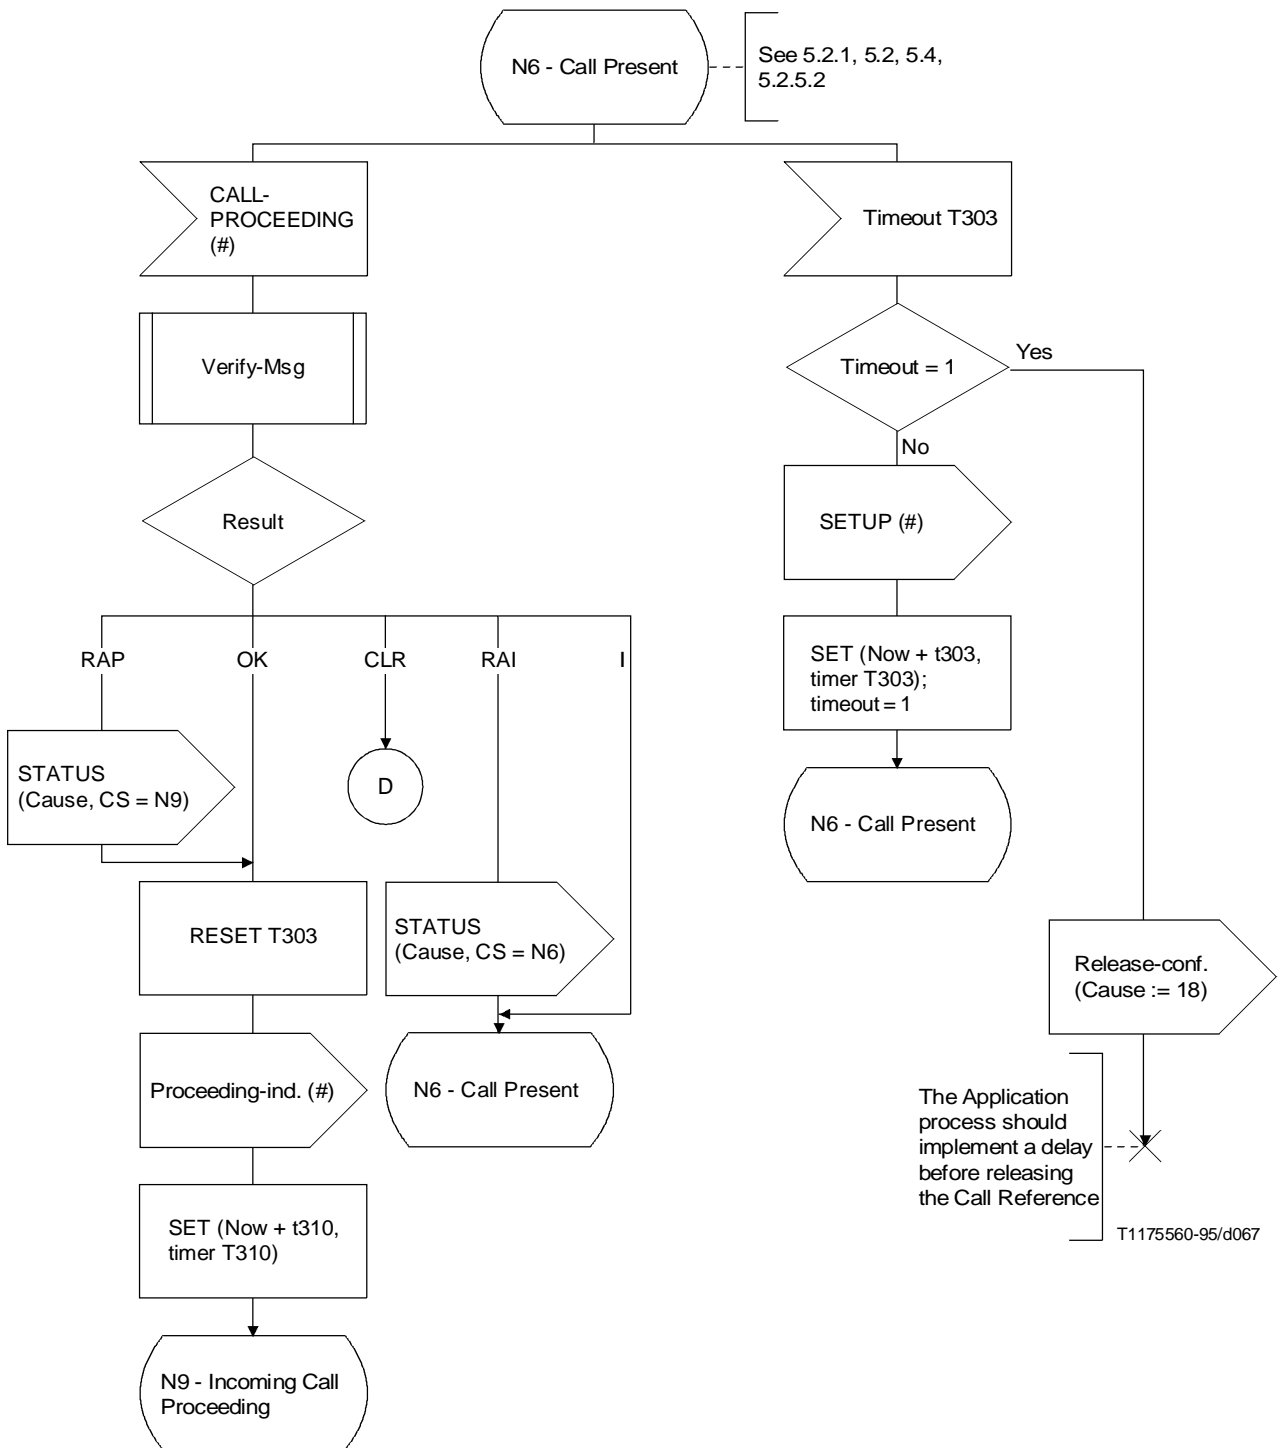 N6 - Call Present
See 5.2.1, 5.2, 5.4,
5.2.5.2
CALL-
PROCEEDING
(#)
Timeout T303
Verify-Msg
Timeout = 1
Yes
No
Result
SETUP (#)
RAP
OK
CLR
RAI
I
SET (Now + t303,
timer T303);
timeout = 1
STATUS
(Cause, CS = N9)
D
N6 - Call Present
RESET T303
STATUS
(Cause, CS = N6)
Release-conf.
(Cause := 18)
Proceeding-ind. (#)
N6 - Call Present
The Application
process should
implement a delay
before releasing
the Call Reference
SET (Now + t310,
timer T310)
T1175560-95/d067
N9 - Incoming Call
Proceeding